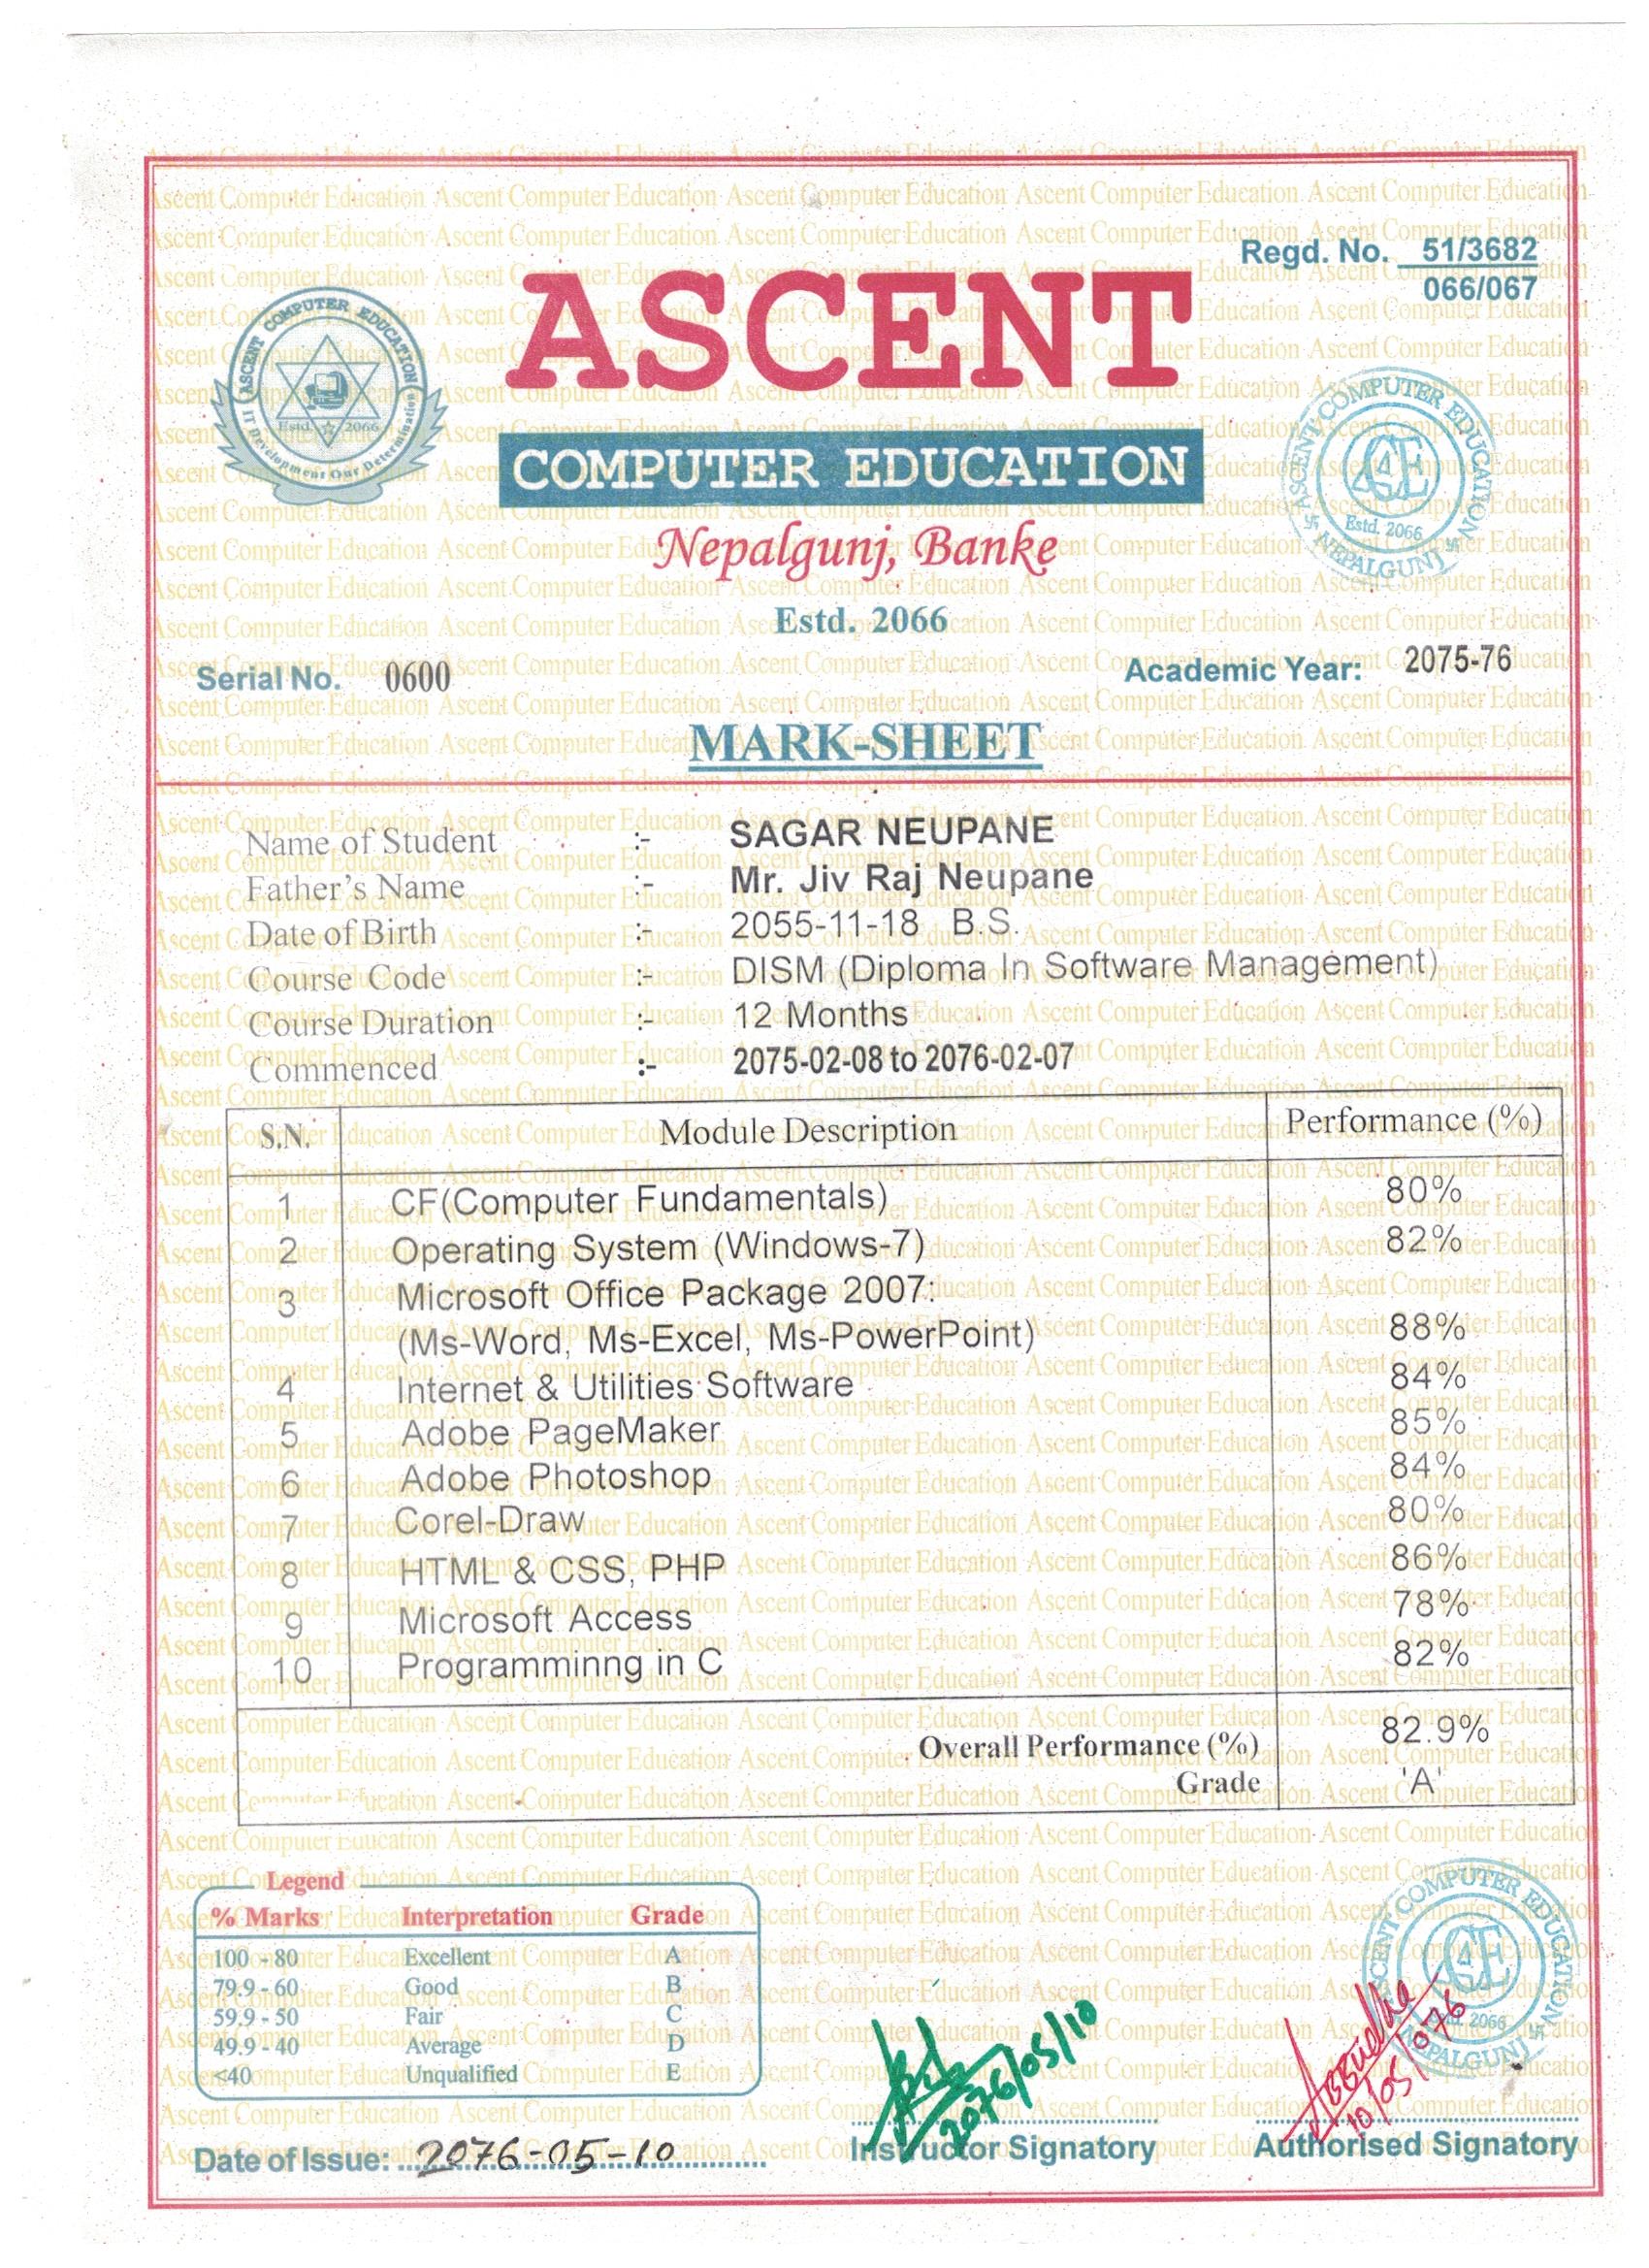 Regd. No. 51/3682
066/067
ASCENT COMPUTER EDUCATION
Estd. 2066
IT Development Our Determination
ASCENT
COMPUTER EDUCATION
Nepalgunj, Banke
Estd. 2066
ASCENT COMPUTER EDUCATION
ACE
Estd. 2066
NEPALGUNJ
Serial No. 0600 Academic Year: 2075-76
MARK-SHEET
Name of Student :- SAGAR NEUPANE
Father's Name :- Mr. Jiv Raj Neupane
Date of Birth :- 2055-11-18 B.S.
Course Code :- DISM (Diploma In Software Management)
Course Duration :- 12 Months
Commenced :- 2075-02-08 to 2076-02-07
S.N. Module Description Performance (%)
1 CF(Computer Fundamentals) 80%
2 Operating System (Windows-7) 82%
3 Microsoft Office Package 2007:
(Ms-Word, Ms-Excel, Ms-PowerPoint) 88%
4 Internet & Utilities Software 84%
5 Adobe PageMaker 85%
6 Adobe Photoshop 84%
7 Corel-Draw 80%
8 HTML & CSS, PHP 86%
9 Microsoft Access 78%
10 Programminng in C 82%
Overall Performance (%) 82.9%
Grade 'A'
Legend
% Marks Interpretation Grade
100 - 80 Excellent A
79.9 - 60 Good B
59.9 - 50 Fair C
49.9 - 40 Average D
<40 Unqualified E
ASCENT COMPUTER EDUCATION
ACE
Estd. 2066
NEPALGUNJ
2076/05/10
10/05/076
Date of Issue: 2076-05-10 Instructor Signatory Authorised Signatory